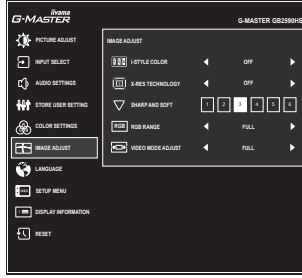 iiyama
G-MASTER
G-MASTER GB2590HS
PICTURE ADJUST
INPUT SELECT
AUDIO SETTINGS
STORE USER SETTING
COLOR SETTINGS
IMAGE ADJUST
LANGUAGE
SETUP MENU
DISPLAY INFORMATION
RESET
IMAGE ADJUST
I-STYLE COLOR OFF
X-RES TECHNOLOGY OFF
SHARP AND SOFT 1 2 3 4 5 6
RGB RGB RANGE FULL
VIDEO MODE ADJUST FULL